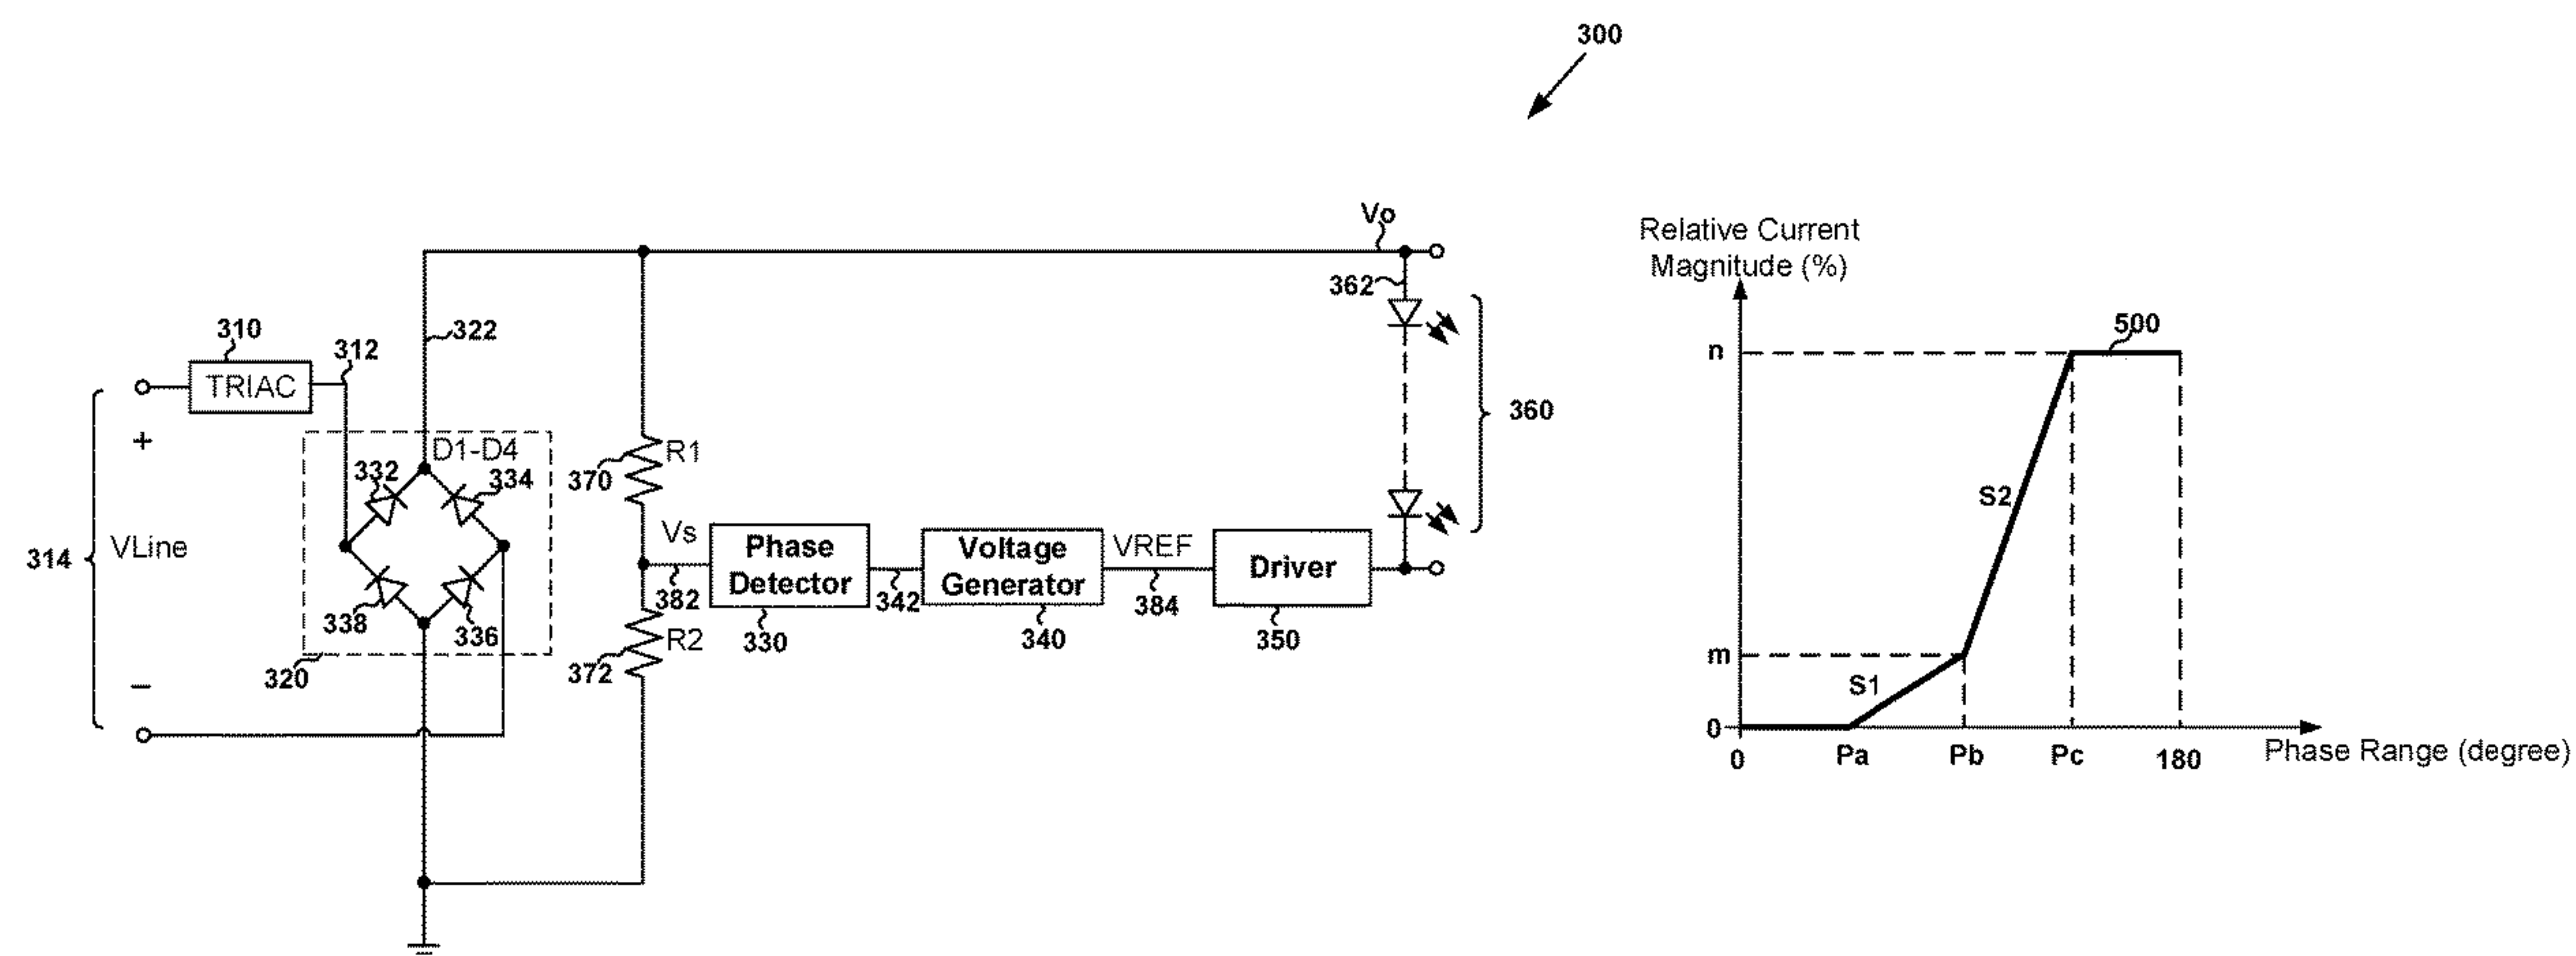 300
Vo
362
322
310
312
TRIAC
+
314
VLine
−
D1-D4
332
334
338
336
320
370
R1
Vs
382
372
R2
Phase
Detector
330
342
Voltage
Generator
340
VREF
384
Driver
350
360
Relative Current
Magnitude (%)
500
n
S2
m
S1
0
0
Pa
Pb
Pc
180
Phase Range (degree)